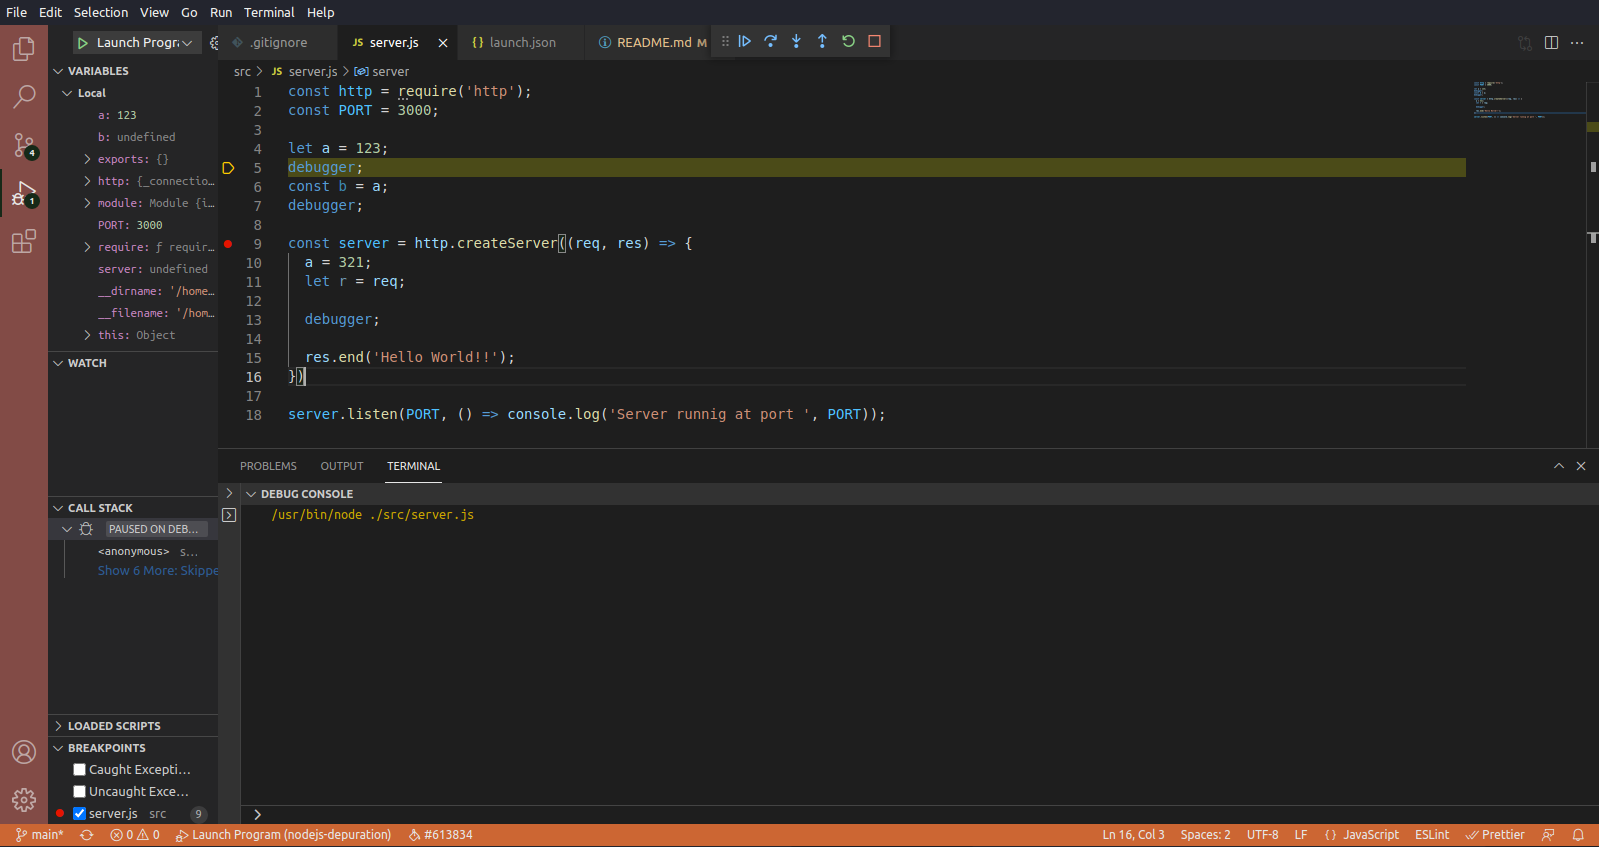 File Edit Selection View Go Run Terminal Help
Launch Progra
.gitignore
JS server.js
{} launch.json
README.md M
VARIABLES
Local
a: 123
b: undefined
exports: {}
http: {_connectio…
module: Module {i…
PORT: 3000
require: ƒ requir…
server: undefined
__dirname: '/home…
__filename: '/hom…
this: Object
WATCH
CALL STACK
PAUSED ON DEB…
<anonymous> s…
Show 6 More: Skippe
LOADED SCRIPTS
BREAKPOINTS
Caught Excepti…
Uncaught Exce…
server.js src 9
4
1
src > JS server.js > server
1 const http = require('http');
2 const PORT = 3000;
3
4 let a = 123;
5 debugger;
6 const b = a;
7 debugger;
8
9 const server = http.createServer((req, res) => {
10 a = 321;
11 let r = req;
12
13 debugger;
14
15 res.end('Hello World!!');
16 })
17
18 server.listen(PORT, () => console.log('Server runnig at port ', PORT));
PROBLEMS OUTPUT TERMINAL
DEBUG CONSOLE
/usr/bin/node ./src/server.js
main* 0 0 Launch Program (nodejs-depuration) #613834 Ln 16, Col 3 Spaces: 2 UTF-8 LF {} JavaScript ESLint Prettier